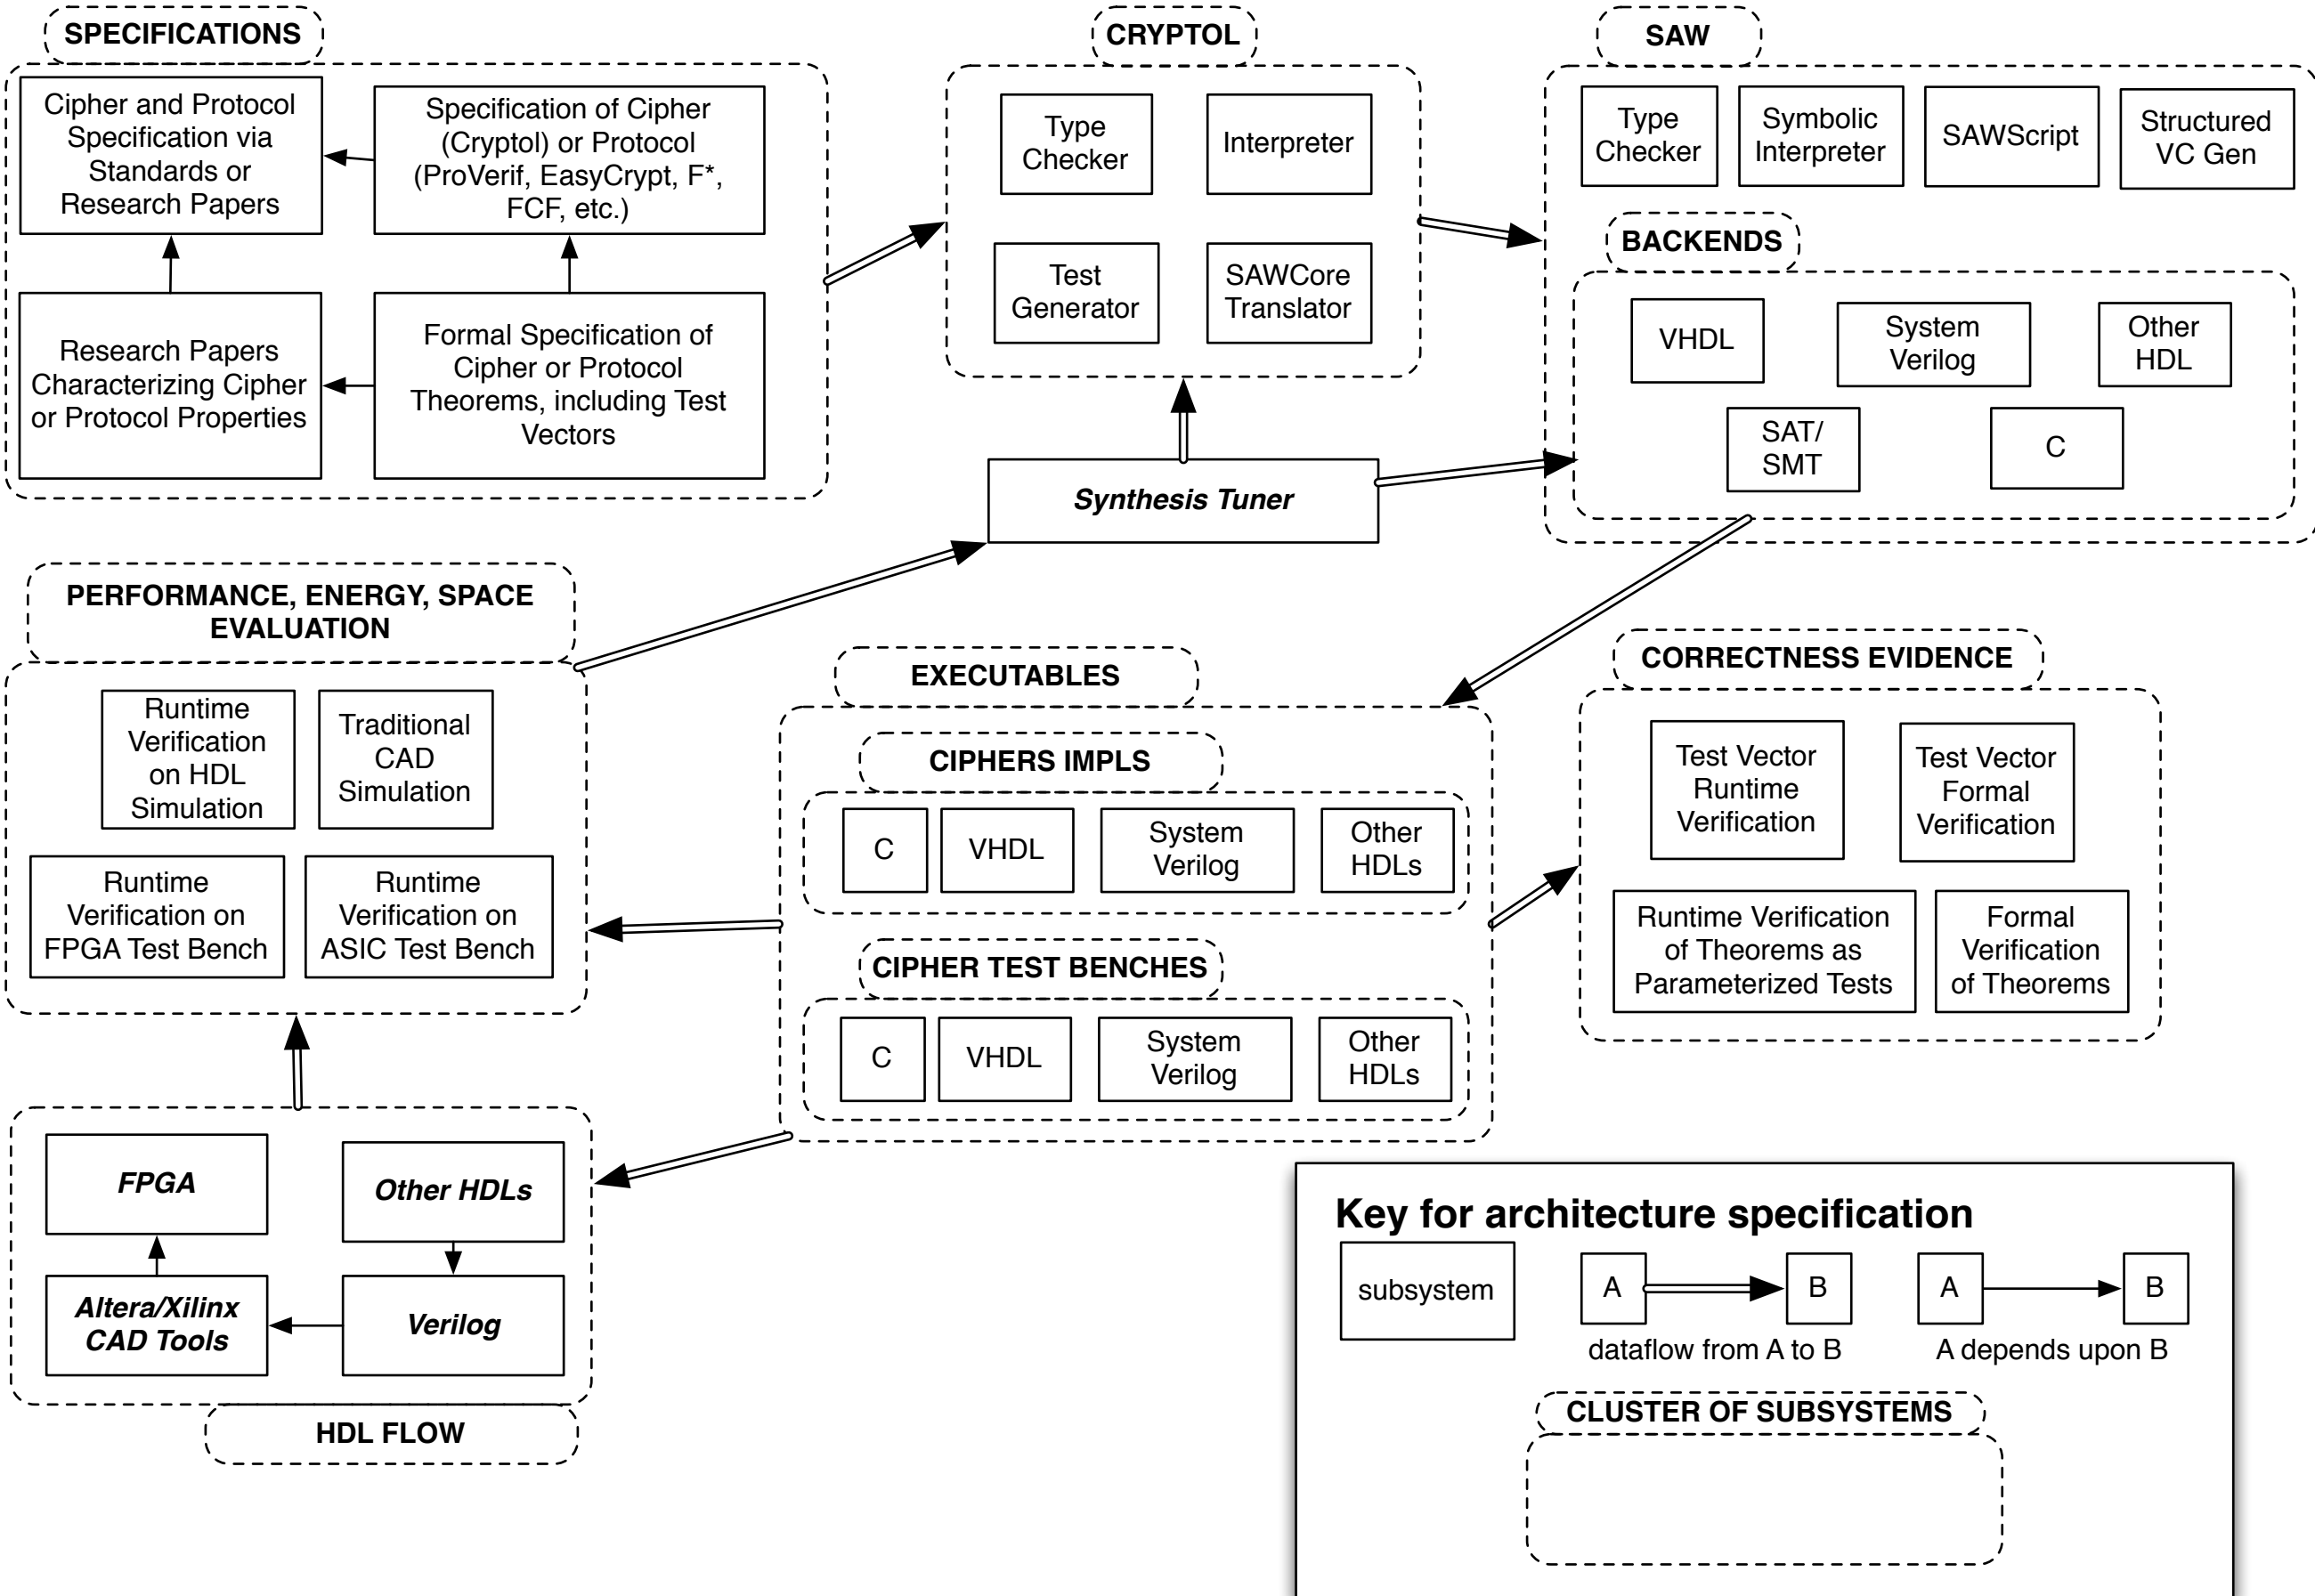 SPECIFICATIONS
Cipher and Protocol
Specification via
Standards or
Research Papers
Specification of Cipher
(Cryptol) or Protocol
(ProVerif, EasyCrypt, F*,
FCF, etc.)
Research Papers
Characterizing Cipher
or Protocol Properties
Formal Specification of
Cipher or Protocol
Theorems, including Test
Vectors
CRYPTOL
Type
Checker
Interpreter
Test
Generator
SAWCore
Translator
SAW
Type
Checker
Symbolic
Interpreter
SAWScript
Structured
VC Gen
BACKENDS
VHDL
System
Verilog
Other
HDL
SAT/
SMT
C
Synthesis Tuner
PERFORMANCE, ENERGY, SPACE
EVALUATION
Runtime
Verification
on HDL
Simulation
Traditional
CAD
Simulation
Runtime
Verification on
FPGA Test Bench
Runtime
Verification on
ASIC Test Bench
EXECUTABLES
CIPHERS IMPLS
C
VHDL
System
Verilog
Other
HDLs
CIPHER TEST BENCHES
C
VHDL
System
Verilog
Other
HDLs
CORRECTNESS EVIDENCE
Test Vector
Runtime
Verification
Test Vector
Formal
Verification
Runtime Verification
of Theorems as
Parameterized Tests
Formal
Verification
of Theorems
FPGA
Other HDLs
Altera/Xilinx
CAD Tools
Verilog
HDL FLOW
Key for architecture specification
subsystem
A
B
dataflow from A to B
A
B
A depends upon B
CLUSTER OF SUBSYSTEMS